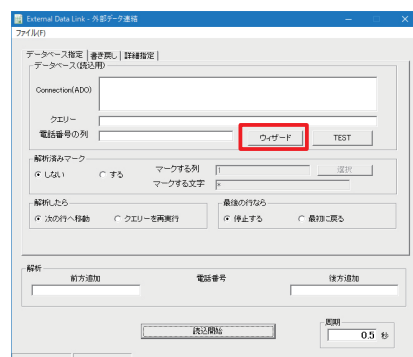 External Data Link - 外部データ連結
ファイル(F)
データベース指定 書き戻し 詳細指定
データベース(読込用)
Connection(ADO)
クエリー
電話番号の列 ウィザード TEST
解析済みマーク
しない する マークする列 1 選択
マークする文字 *
解析したら 最後の行なら
次の行へ移動 クエリーを再実行 停止する 最初に戻る
解析
前方追加 電話番号 後方追加
読込開始 周期
0.5 秒